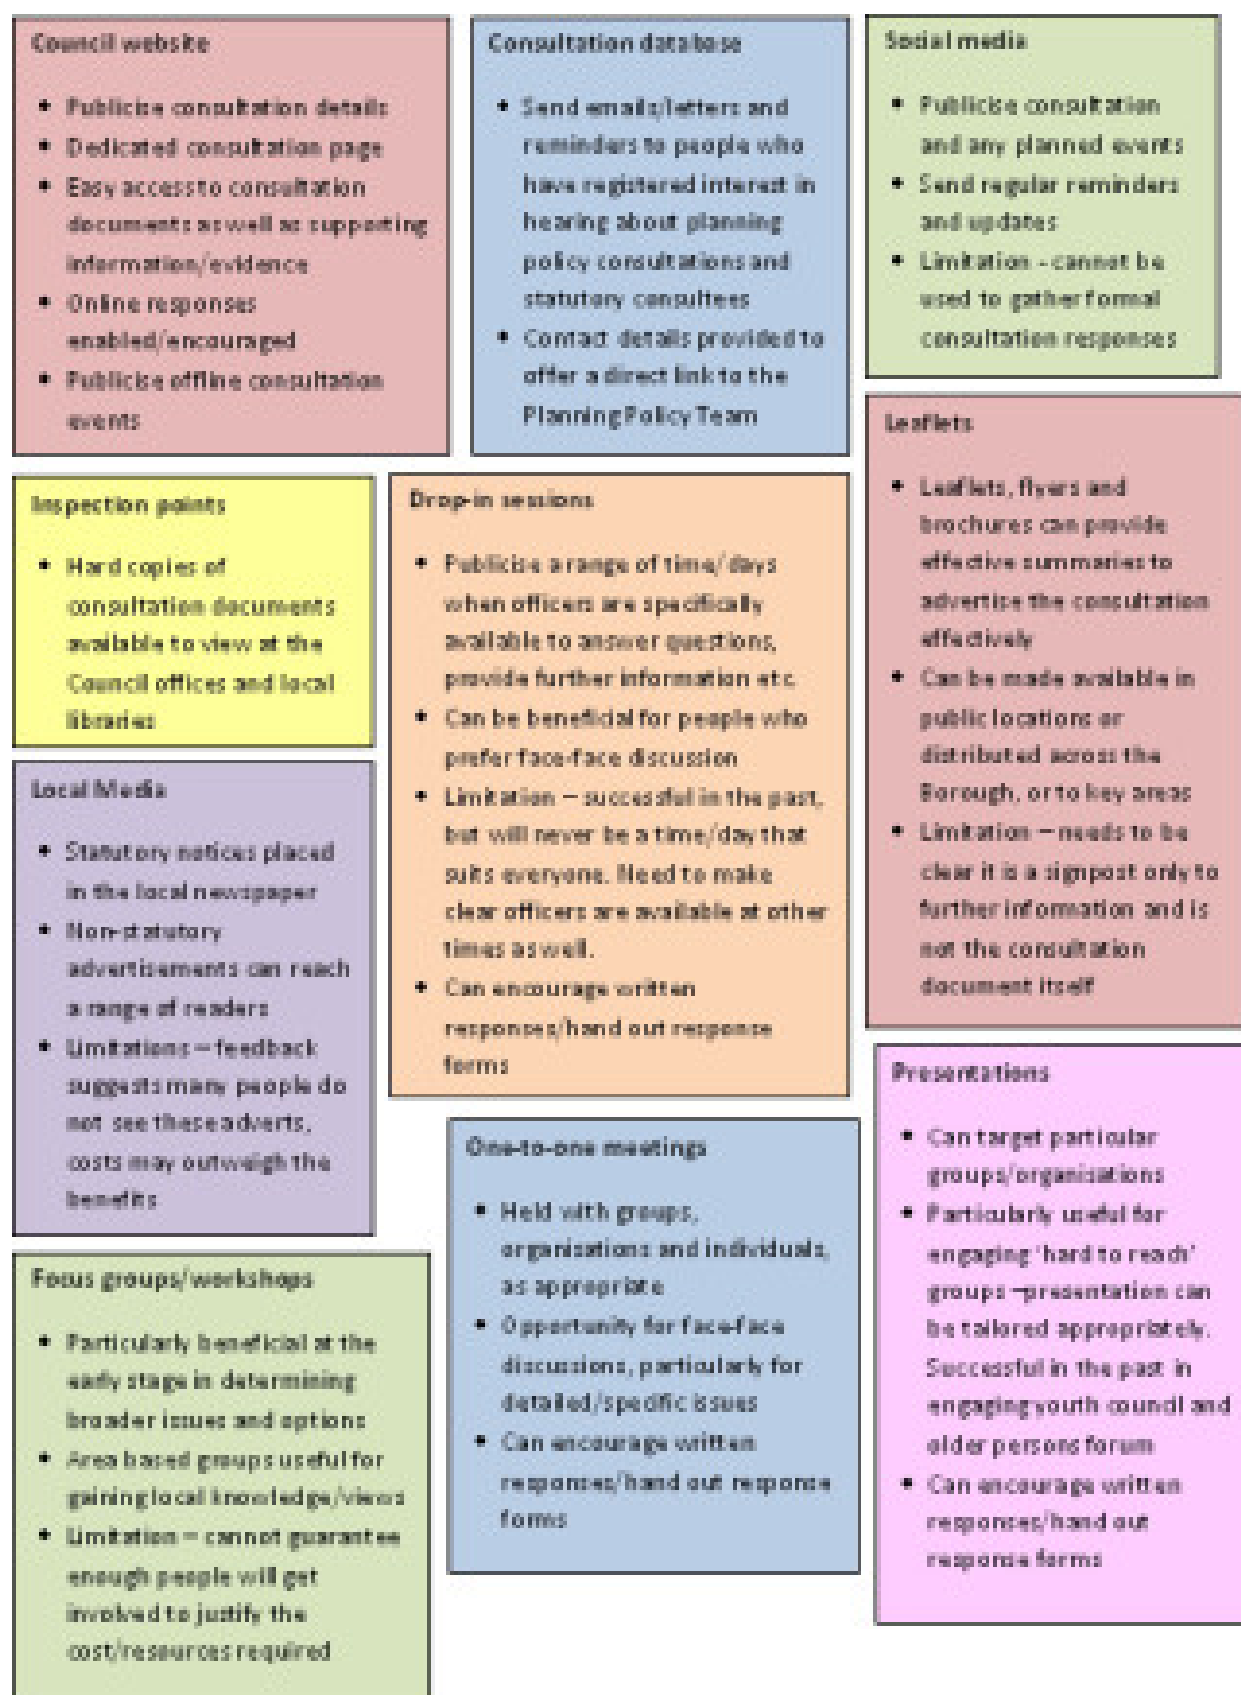 Council website
• Publicise consultation details
• Dedicated consultation page
• Easy access to consultation
documents as well as supporting
information/evidence
• Online responses
enabled/encouraged
• Publicise offline consultation
events
Consultation database
• Send emails/letters and
reminders to people who
have registered interest in
hearing about planning
policy consultations and
statutory consultees
• Contact details provided to
offer a direct link to the
Planning Policy Team
Social media
• Publicise consultation
and any planned events
• Send regular reminders
and updates
• Limitation - cannot be
used to gather formal
consultation responses
Inspection points
• Hard copies of
consultation documents
available to view at the
Council offices and local
libraries
Drop-in sessions
• Publicise a range of time/days
when officers are specifically
available to answer questions,
provide further information etc
• Can be beneficial for people who
prefer face-face discussion
• Limitation – successful in the past,
but will never be a time/day that
suits everyone. Need to make
clear officers are available at other
times as well.
• Can encourage written
responses/hand out response
forms
Leaflets
• Leaflets, flyers and
brochures can provide
effective summaries to
advertise the consultation
effectively
• Can be made available in
public locations or
distributed across the
Borough, or to key areas
• Limitation – needs to be
clear it is a signpost only to
further information and is
not the consultation
document itself
Local Media
• Statutory notices placed
in the local newspaper
• Non-statutory
advertisements can reach
a range of readers
• Limitations – feedback
suggests many people do
not see these adverts,
costs may outweigh the
benefits
One-to-one meetings
• Held with groups,
organisations and individuals,
as appropriate
• Opportunity for face-face
discussions, particularly for
detailed/specific issues
• Can encourage written
responses/hand out response
forms
Presentations
• Can target particular
groups/organisations
• Particularly useful for
engaging 'hard to reach'
groups –presentation can
be tailored appropriately.
Successful in the past in
engaging youth council and
older persons forum
• Can encourage written
responses/hand out
response forms
Focus groups/workshops
• Particularly beneficial at the
early stage in determining
broader issues and options
• Area based groups useful for
gaining local knowledge/views
• Limitation – cannot guarantee
enough people will get
involved to justify the
cost/resources required